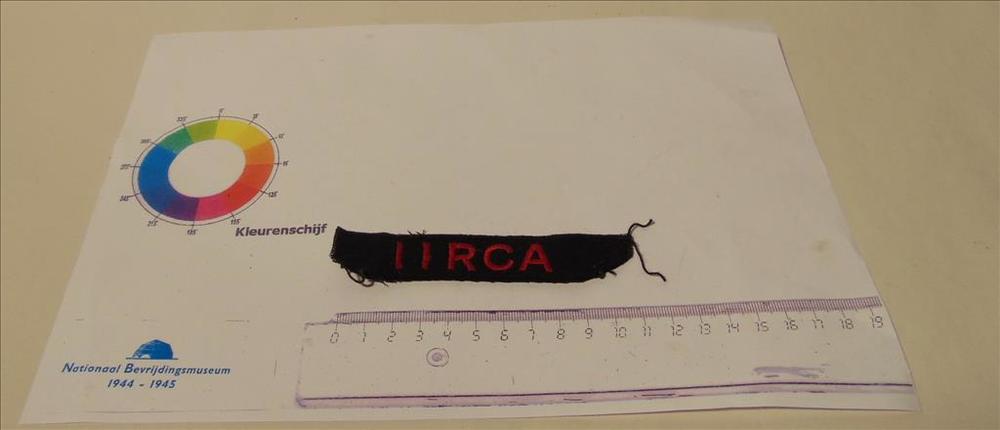 Kleurenschijf
IIRCA
0 1 2 3 4 5 6 7 8 9 10 11 12 13 14 15 16 17 18 19
Nationaal Bevrijdingsmuseum
1944 - 1945